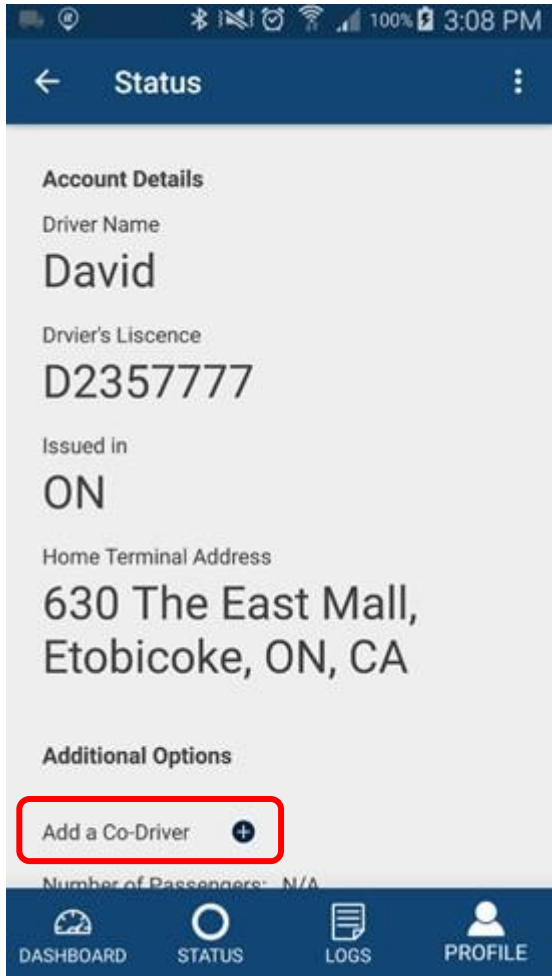 100% 3:08 PM
Status
Account Details
Driver Name
David
Drvier's Liscence
D2357777
Issued in
ON
Home Terminal Address
630 The East Mall,
Etobicoke, ON, CA
Additional Options
Add a Co-Driver
Number of Passengers: N/A
DASHBOARD STATUS LOGS PROFILE